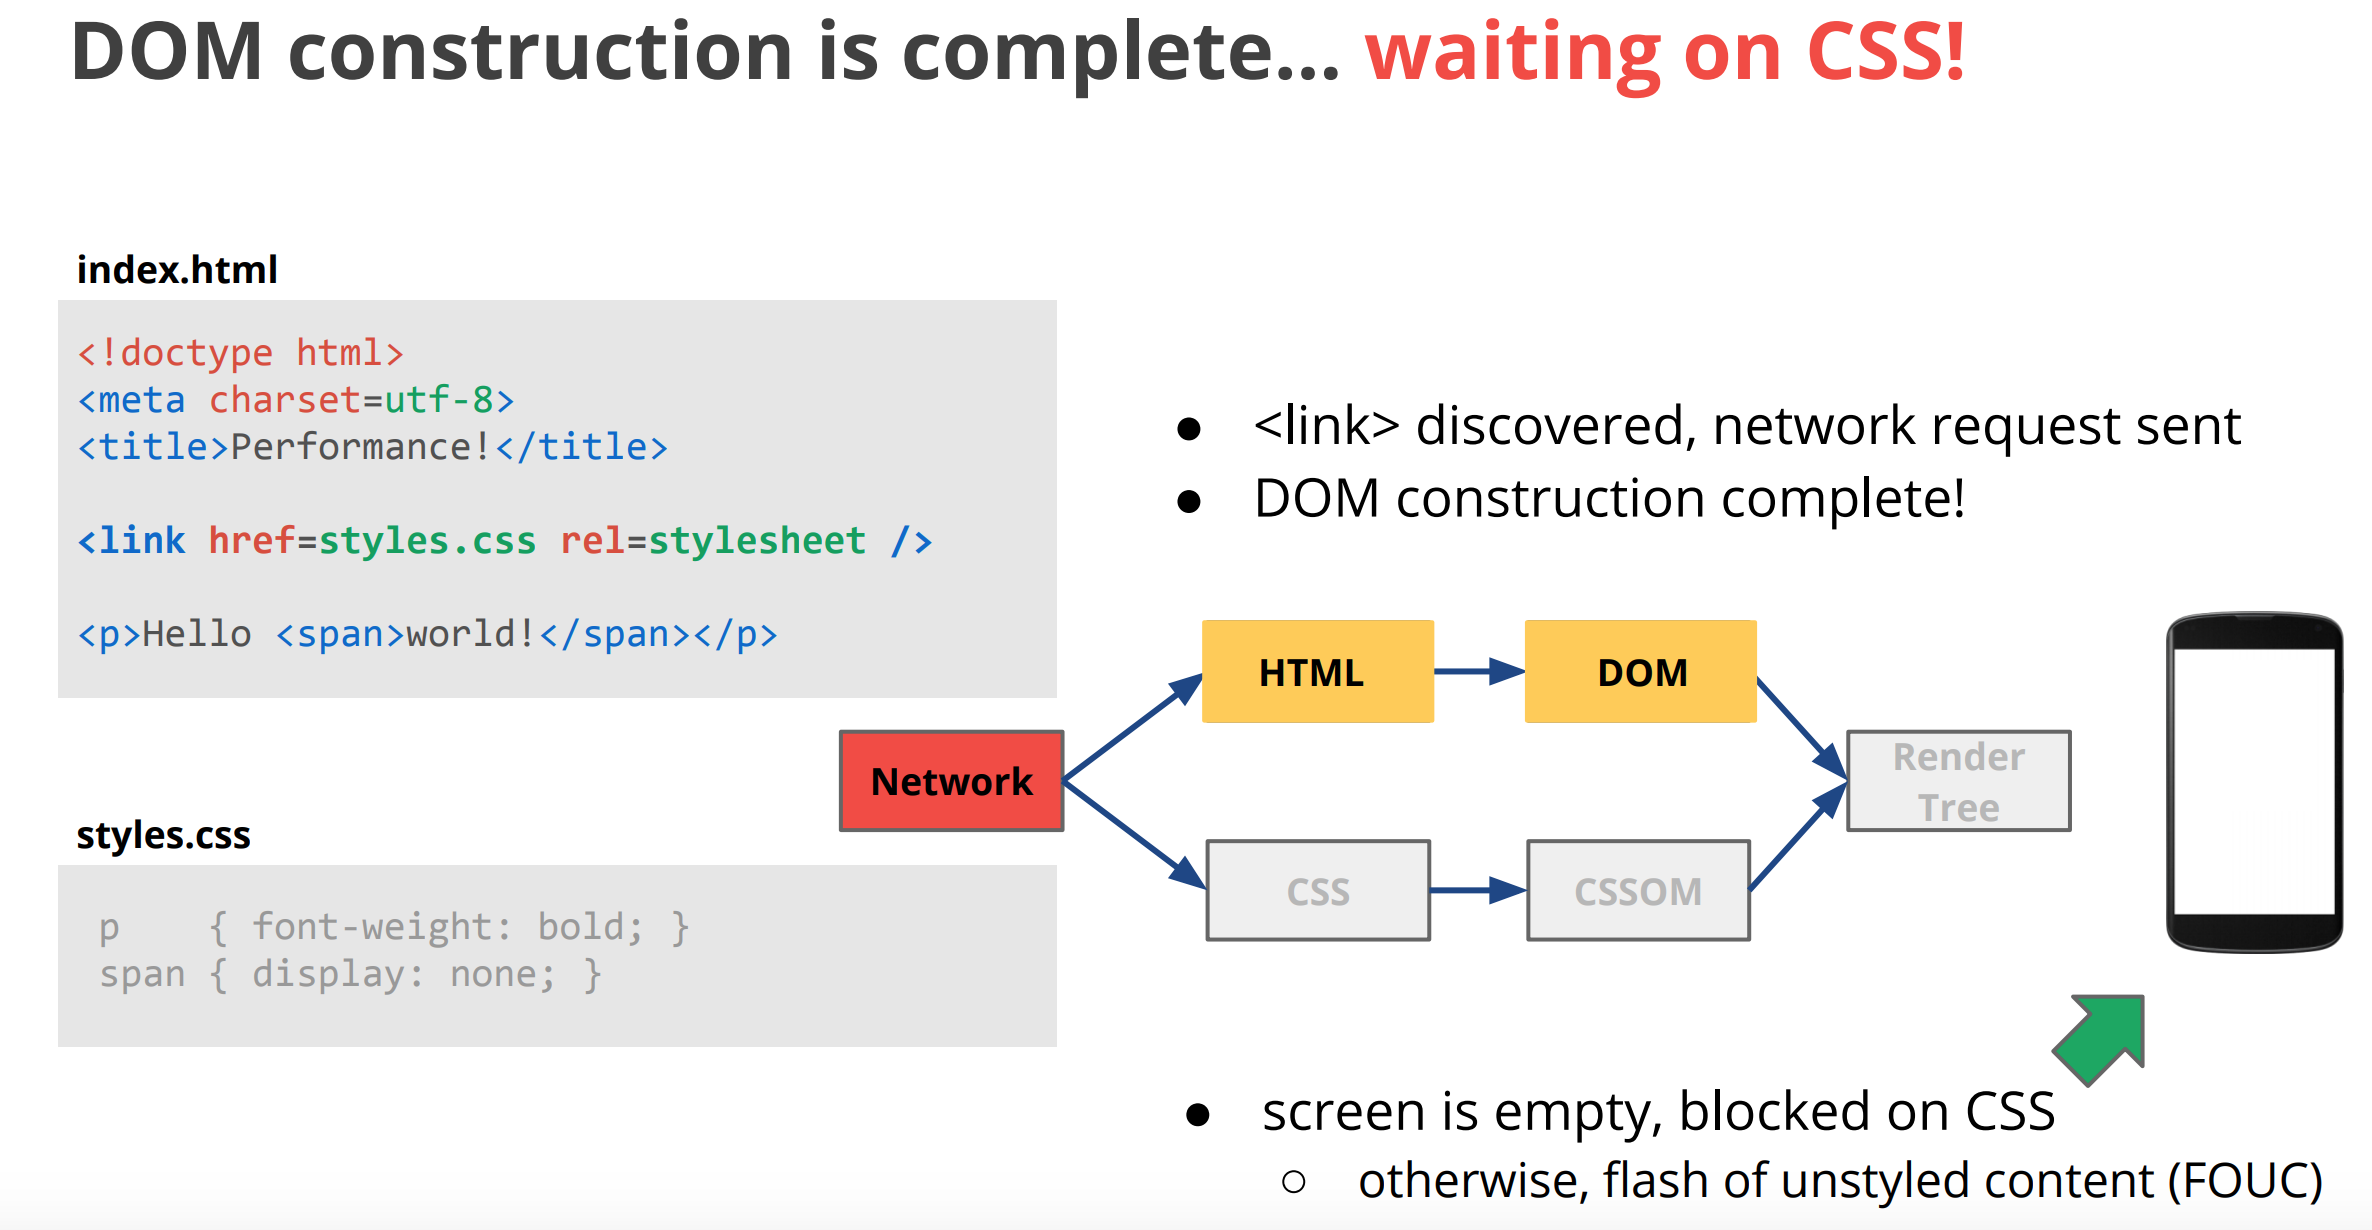 DOM construction is complete... waiting on CSS!
index.html
<!doctype html>
<meta charset=utf-8>
<title>Performance!</title>
<link href=styles.css rel=stylesheet />
<p>Hello <span>world!</span></p>
styles.css
p    { font-weight: bold; }
span { display: none; }
● <link> discovered, network request sent
● DOM construction complete!
Network
HTML
DOM
CSS
CSSOM
Render
Tree
● screen is empty, blocked on CSS
○ otherwise, flash of unstyled content (FOUC)